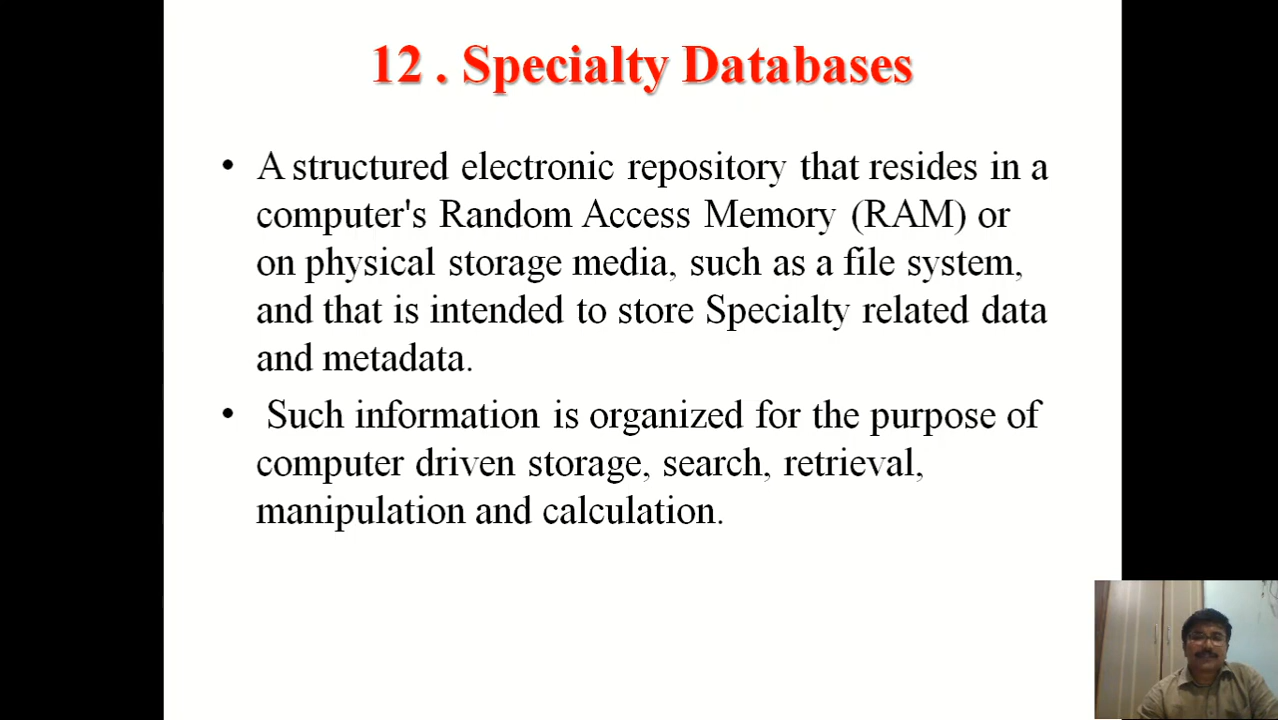 12 . Specialty Databases
• A structured electronic repository that resides in a
computer's Random Access Memory (RAM) or
on physical storage media, such as a file system,
and that is intended to store Specialty related data
and metadata.
• Such information is organized for the purpose of
computer driven storage, search, retrieval,
manipulation and calculation.